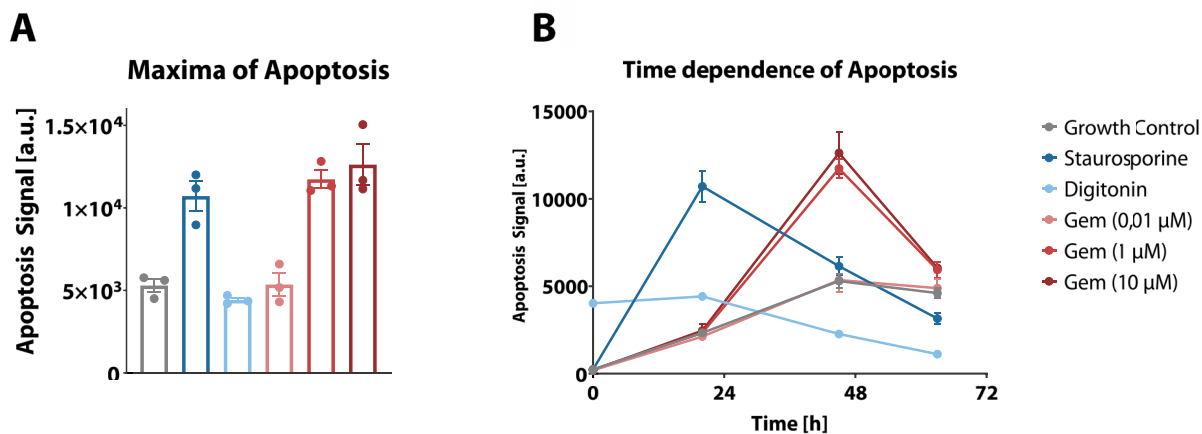 A
Maxima of Apoptosis
Apoptosis Signal [a.u.]
1.5×10⁴
1×10⁴
5×10³
0
B
Time dependence of Apoptosis
Apoptosis Signal [a.u.]
15000
10000
5000
0
0
24
48
72
Time [h]
Growth Control
Staurosporine
Digitonin
Gem (0,01 µM)
Gem (1 µM)
Gem (10 µM)